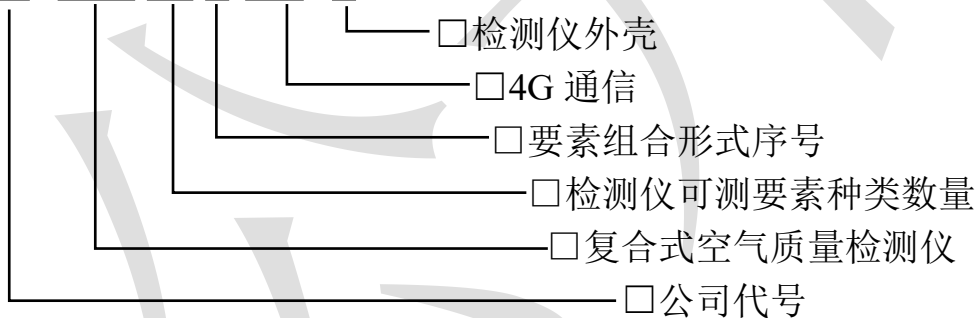 □检测仪外壳
□4G 通信
□要素组合形式序号
□检测仪可测要素种类数量
□复合式空气质量检测仪
□公司代号